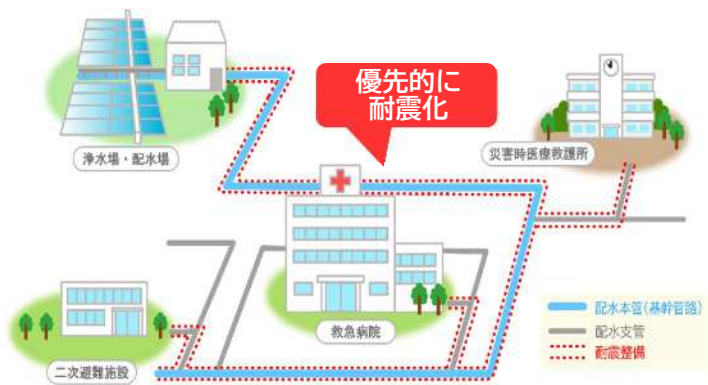 優先的に
耐震化
浄水場・配水場
災害時医療救護所
救急病院
二次避難施設
配水本管(基幹管路)
配水支管
耐震整備